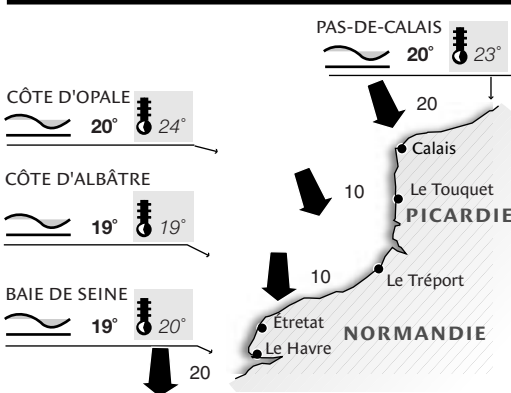 PAS-DE-CALAIS
20° 23°
20
CÔTE D'OPALE
20° 24°
Calais
CÔTE D'ALBÂTRE
10
Le Touquet
PICARDIE
19° 19°
10
Le Tréport
BAIE DE SEINE
19° 20°
Étretat
NORMANDIE
Le Havre
20